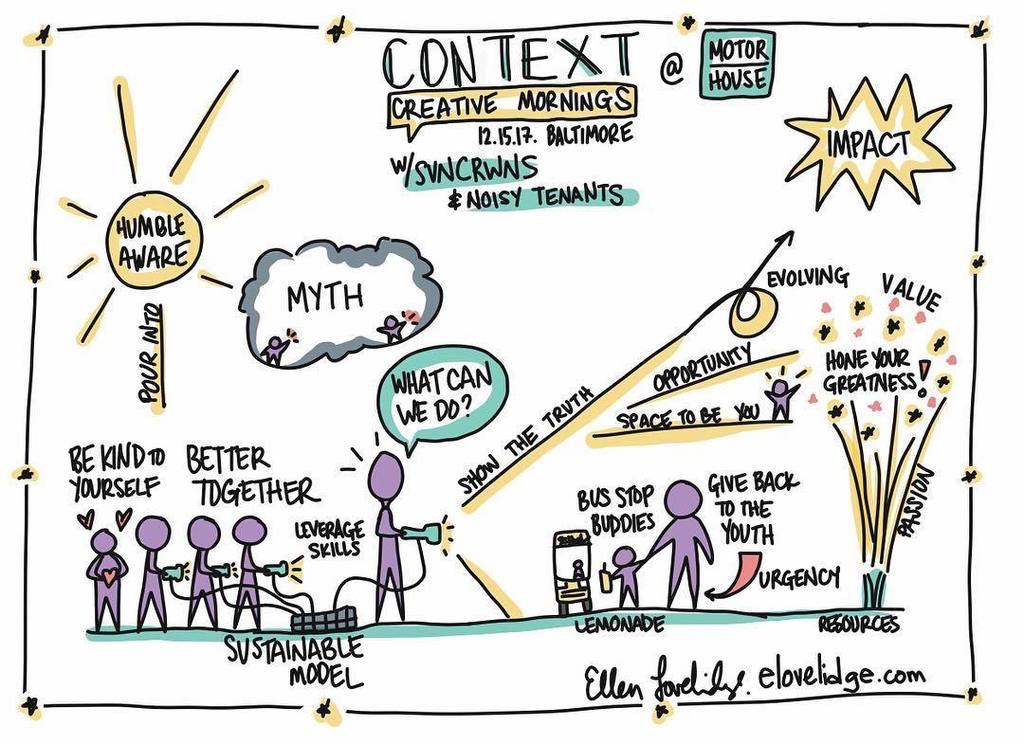 CONTEXT
@
MOTOR
HOUSE
CREATIVE MORNINGS
12.15.17. BALTIMORE
W/SVNCRWNS
& NOISY TENANTS
IMPACT
HUMBLE
AWARE
POUR INTO
MYTH
WHAT CAN
WE DO?
EVOLVING
VALUE
HONE YOUR
GREATNESS!
OPPORTUNITY
SPACE TO BE YOU
SHOW THE TRUTH
PASSION
BE KIND TO
YOURSELF
BETTER
TOGETHER
LEVERAGE
SKILLS
BUS STOP
BUDDIES
GIVE BACK
TO THE
YOUTH
URGENCY
LEMONADE
RESOURCES
SUSTAINABLE
MODEL
Ellen Lovelidge. elovelidge.com